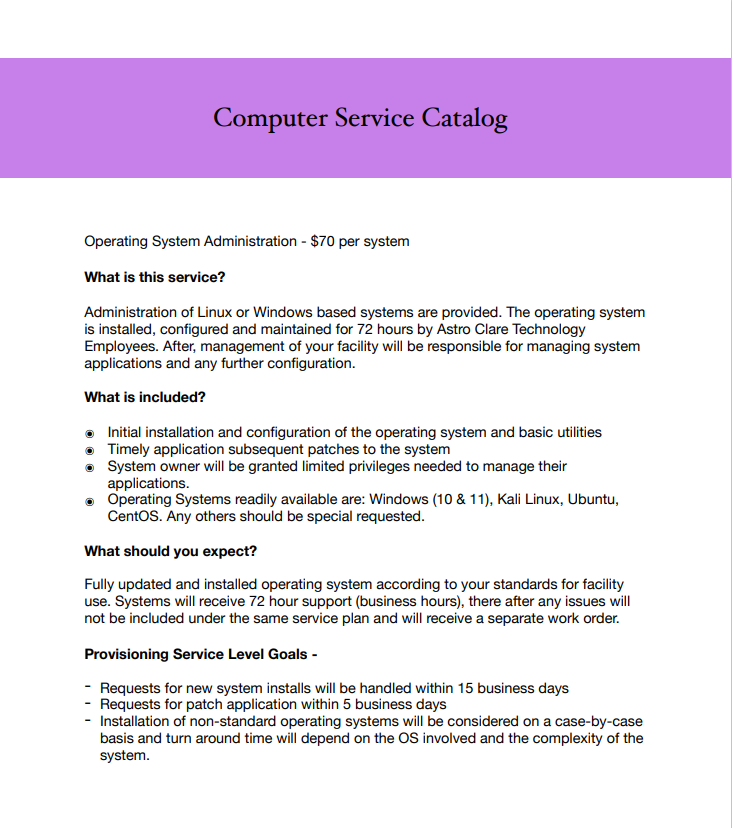 Computer Service Catalog
Operating System Administration - $70 per system
What is this service?
Administration of Linux or Windows based systems are provided. The operating system
is installed, configured and maintained for 72 hours by Astro Clare Technology
Employees. After, management of your facility will be responsible for managing system
applications and any further configuration.
What is included?
◉ Initial installation and configuration of the operating system and basic utilities
◉ Timely application subsequent patches to the system
◉ System owner will be granted limited privileges needed to manage their
applications.
◉ Operating Systems readily available are: Windows (10 & 11), Kali Linux, Ubuntu,
CentOS. Any others should be special requested.
What should you expect?
Fully updated and installed operating system according to your standards for facility
use. Systems will receive 72 hour support (business hours), there after any issues will
not be included under the same service plan and will receive a separate work order.
Provisioning Service Level Goals -
- Requests for new system installs will be handled within 15 business days
- Requests for patch application within 5 business days
- Installation of non-standard operating systems will be considered on a case-by-case
basis and turn around time will depend on the OS involved and the complexity of the
system.